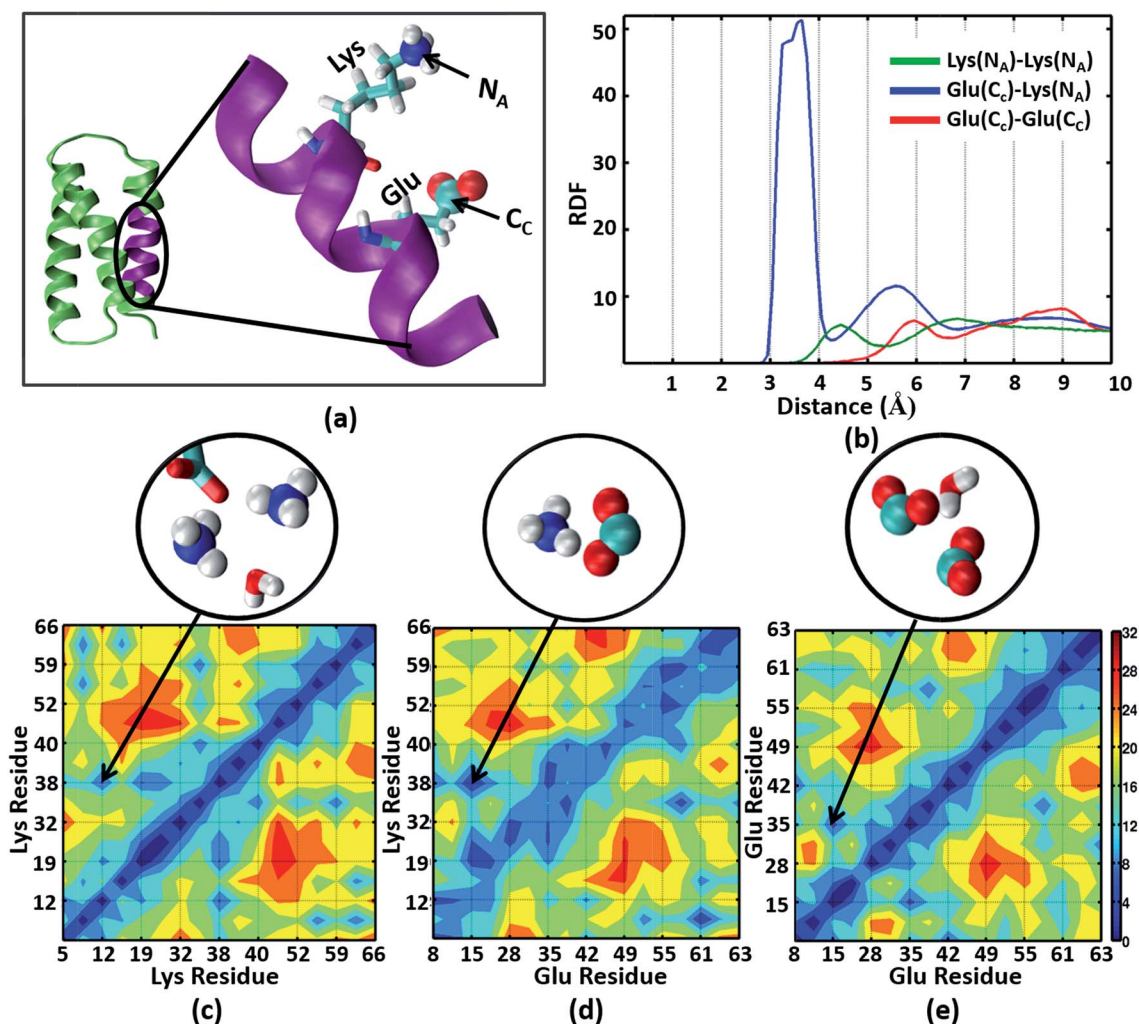 Lys
N_A
Glu
C_C
(a)
50
40
30
20
10
RDF
Lys(N_A)-Lys(N_A)
Glu(C_c)-Lys(N_A)
Glu(C_c)-Glu(C_C)
1 2 3 4 5 6 7 8 9 10
Distance (Å)
(b)
66
59
52
40
38
32
19
12
Lys Residue
5 12 19 32 38 40 52 59 66
Lys Residue
(c)
66
59
52
40
38
32
19
12
Lys Residue
8 15 28 35 42 49 55 61 63
Glu Residue
(d)
63
61
55
49
42
35
28
15
Glu Residue
8 15 28 35 42 49 55 61 63
Glu Residue
(e)
32
28
24
20
16
12
8
4
0